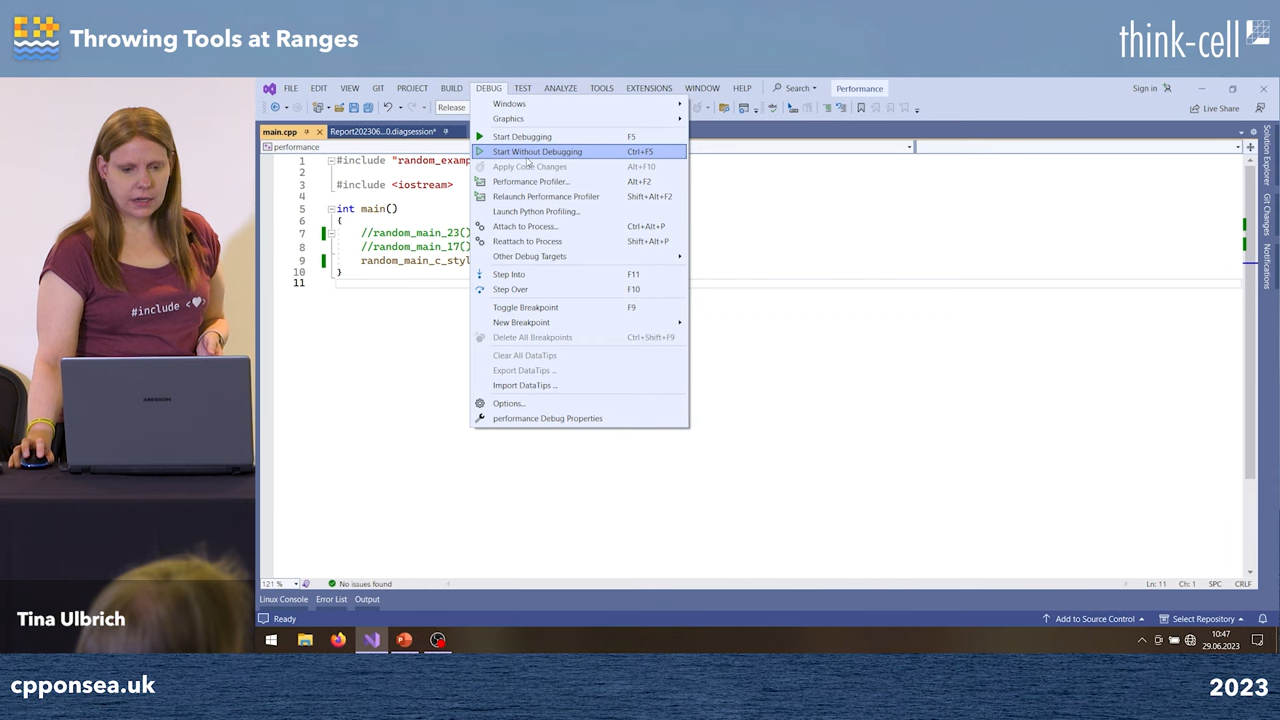 Throwing Tools at Ranges
think-cell
FILE EDIT VIEW GIT PROJECT BUILD DEBUG TEST ANALYZE TOOLS EXTENSIONS WINDOW HELP Search Performance Sign in
Release
Live Share
main.cpp Report202306...0.diagsession*
performance
Windows
Graphics
Start Debugging F5
Start Without Debugging Ctrl+F5
Apply Code Changes Alt+F10
Performance Profiler... Alt+F2
Relaunch Performance Profiler Shift+Alt+F2
Launch Python Profiling...
Attach to Process... Ctrl+Alt+P
Reattach to Process Shift+Alt+P
Other Debug Targets
Step Into F11
Step Over F10
Toggle Breakpoint F9
New Breakpoint
Delete All Breakpoints Ctrl+Shift+F9
Clear All DataTips
Export DataTips ...
Import DataTips ...
Options...
performance Debug Properties
1 #include "random_examp
2
3 #include <iostream>
4
5 int main()
6 {
7 //random_main_23()
8 //random_main_17()
9 random_main_c_styl
10 }
11
Solution Explorer
Git Changes
Notifications
#include <
121 % No issues found Ln: 11 Ch: 1 SPC CRLF
Linux Console Error List Output
Ready Add to Source Control Select Repository
10:47
29.06.2023
Tina Ulbrich
cpponsea.uk
2023